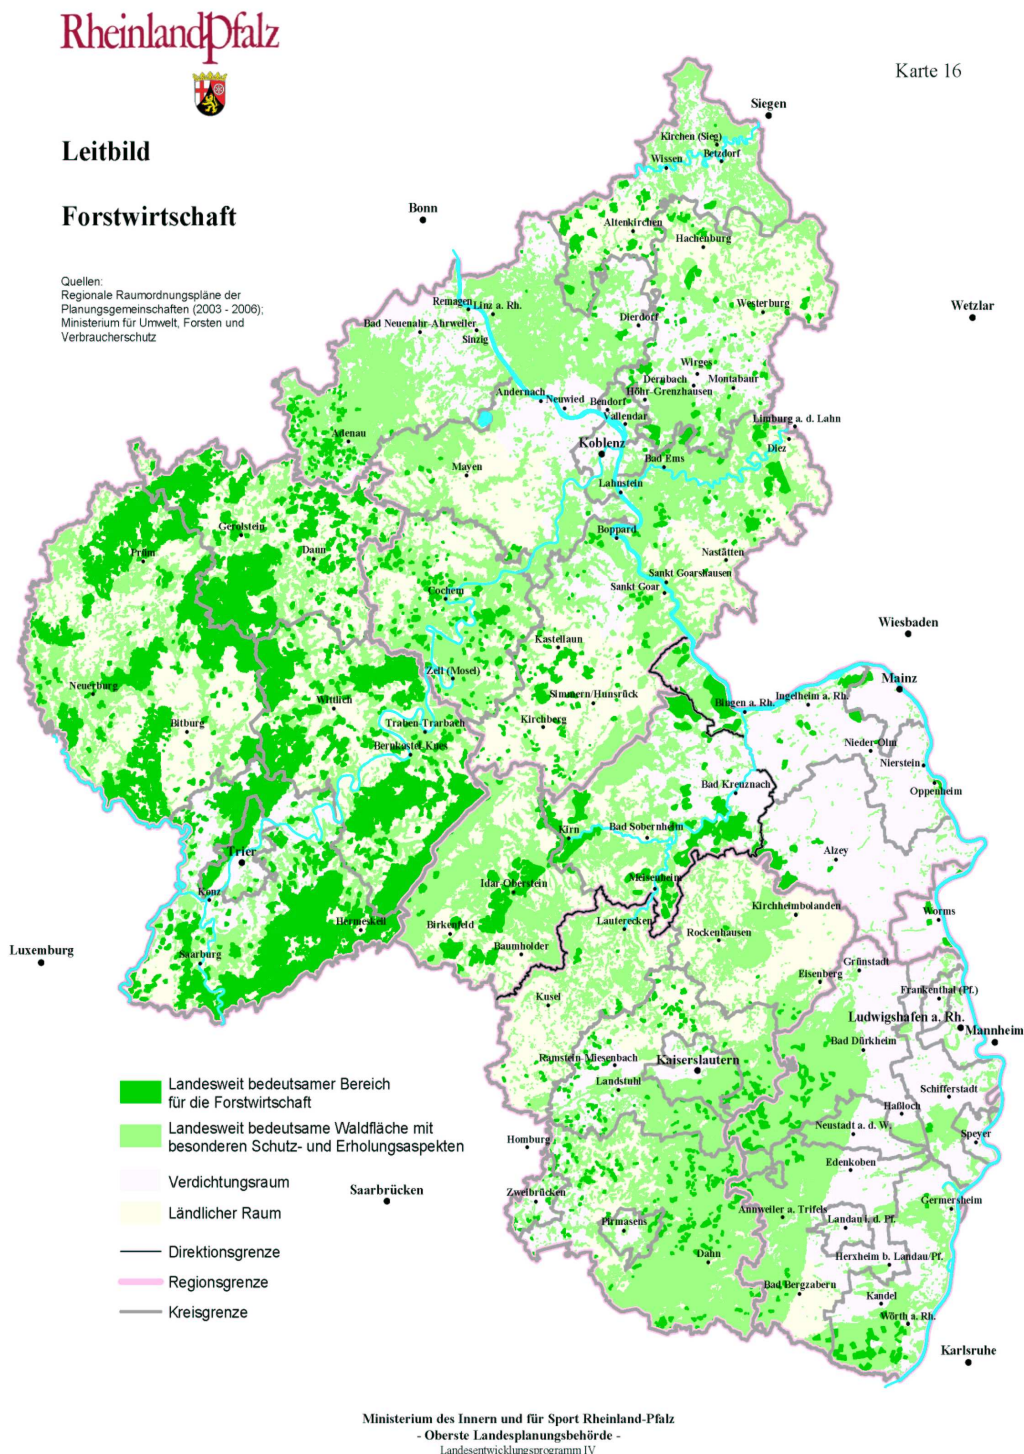 Rheinland Pfalz
Karte 16
Leitbild
Forstwirtschaft
Quellen:
Regionale Raumordnungspläne der
Planungsgemeinschaften (2003 - 2006);
Ministerium für Umwelt, Forsten und
Verbraucherschutz
Siegen
Kirchen (Sieg)
Wissen
Betzdorf
Bonn
Altenkirchen
Hachenburg
Remagen
Linz a. Rh.
Westerburg
Wetzlar
Bad Neuenahr-Ahrweiler
Dierdorf
Sinzig
Wirges
Dernbach
Montabaur
Andernach
Neuwied
Bendorf
Höhr-Grenzhausen
Vallendar
Limburg a. d. Lahn
Adenau
Koblenz
Diez
Mayen
Bad Ems
Lahnstein
Gerolstein
Boppard
Prüm
Daun
Nastätten
Sankt Goarshausen
Sankt Goar
Cochem
Wiesbaden
Kastellaun
Zell (Mosel)
Mainz
Neuerburg
Wittlich
Simmern/Hunsrück
Bingen a. Rh.
Ingelheim a. Rh.
Bitburg
Traben-Trarbach
Kirchberg
Bernkastel-Kues
Nieder-Olm
Nierstein
Bad Kreuznach
Oppenheim
Kirn
Bad Sobernheim
Trier
Alzey
Konz
Idar-Oberstein
Meisenheim
Hermeskeil
Birkenfeld
Lauterecken
Kirchheimbolanden
Worms
Luxemburg
Saarburg
Baumholder
Rockenhausen
Grünstadt
Eisenberg
Kusel
Frankenthal (Pf.)
Ludwigshafen a. Rh.
Mannheim
Bad Dürkheim
Ramstein-Miesenbach
Kaiserslautern
Landstuhl
Schifferstadt
Haßloch
Neustadt a. d. W.
Speyer
Homburg
Edenkoben
Saarbrücken
Zweibrücken
Germersheim
Annweiler a. Trifels
Landau i. d. Pf.
Pirmasens
Dahn
Herxheim b. Landau/Pf.
Bad Bergzabern
Kandel
Wörth a. Rh.
Karlsruhe
Landesweit bedeutsamer Bereich
für die Forstwirtschaft
Landesweit bedeutsame Waldfläche mit
besonderen Schutz- und Erholungsaspekten
Verdichtungsraum
Ländlicher Raum
Direktionsgrenze
Regionsgrenze
Kreisgrenze
Ministerium des Innern und für Sport Rheinland-Pfalz
- Oberste Landesplanungsbehörde -
Landesentwicklungsprogramm IV